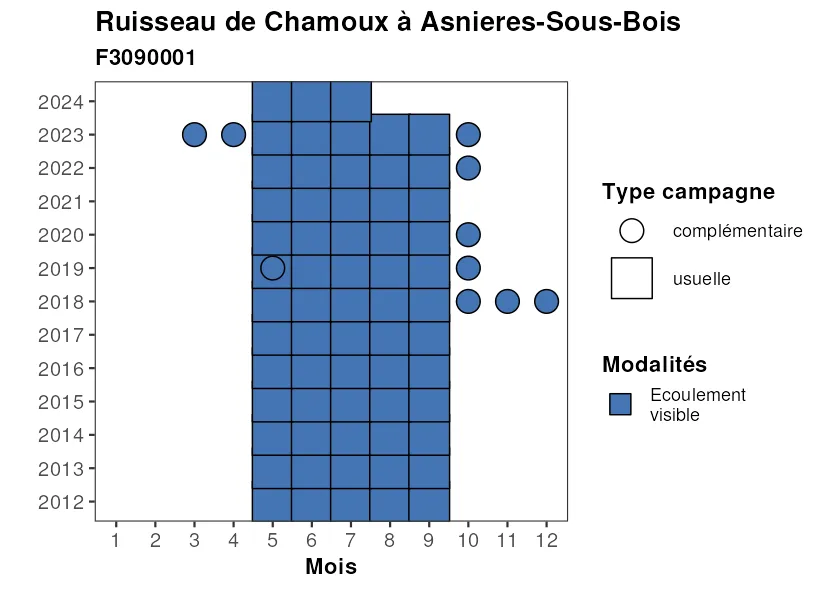 Ruisseau de Chamoux à Asnieres-Sous-Bois
F3090001
2024
2023
2022
2021
2020
2019
2018
2017
2016
2015
2014
2013
2012
1 2 3 4 5 6 7 8 9 10 11 12
Mois
Type campagne
complémentaire
usuelle
Modalités
Ecoulement
visible